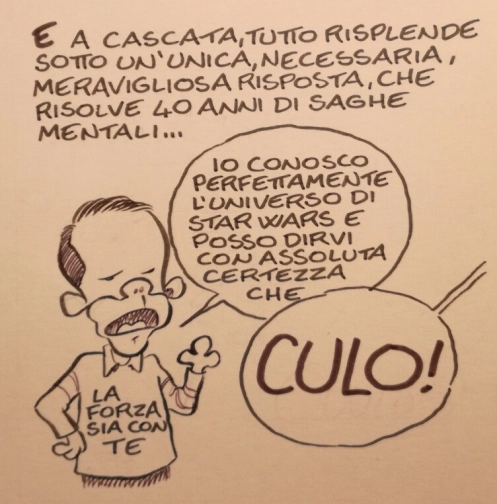 E A CASCATA, TUTTO RISPLENDE
SOTTO UN'UNICA, NECESSARIA,
MERAVIGLIOSA RISPOSTA, CHE
RISOLVE 40 ANNI DI SAGHE
MENTALI...
IO CONOSCO
PERFETTAMENTE
L'UNIVERSO DI
STAR WARS E
POSSO DIRVI
CON ASSOLUTA
CERTEZZA
CHE
CULO!
LA
FORZA
SIA CON
TE